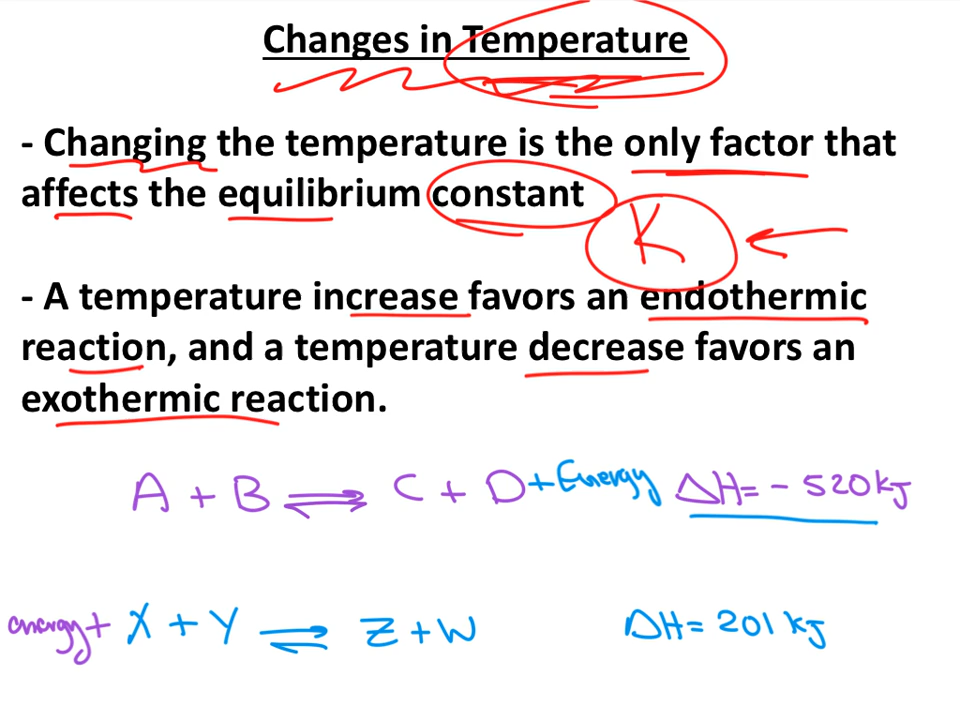 Changes in Temperature
- Changing the temperature is the only factor that
affects the equilibrium constant
K
- A temperature increase favors an endothermic
reaction, and a temperature decrease favors an
exothermic reaction.
A + B ⇌ C + D + Energy ΔH = - 520 kJ
energy + X + Y ⇌ Z + W ΔH = 201 kJ